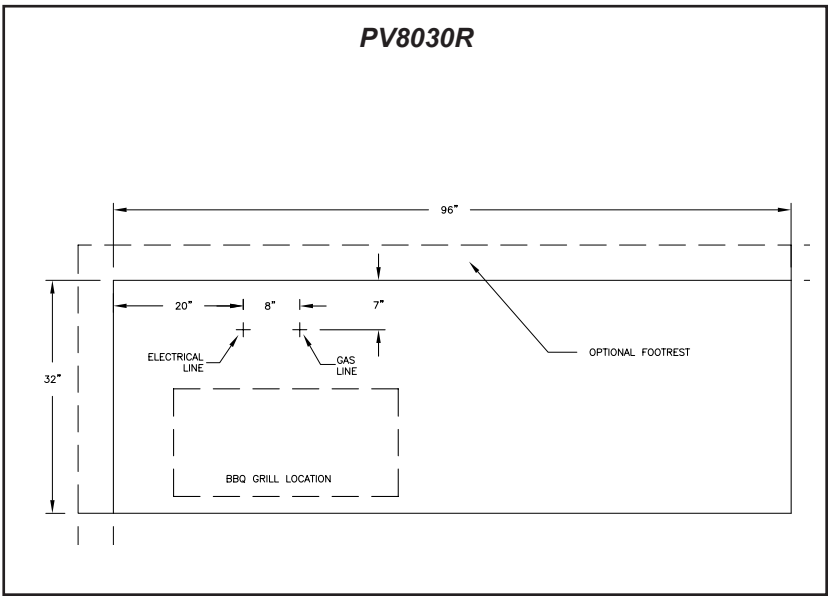 PV8030R
96”
20”
8”
7”
ELECTRICAL
LINE
GAS
LINE
OPTIONAL FOOTREST
32”
BBQ GRILL LOCATION